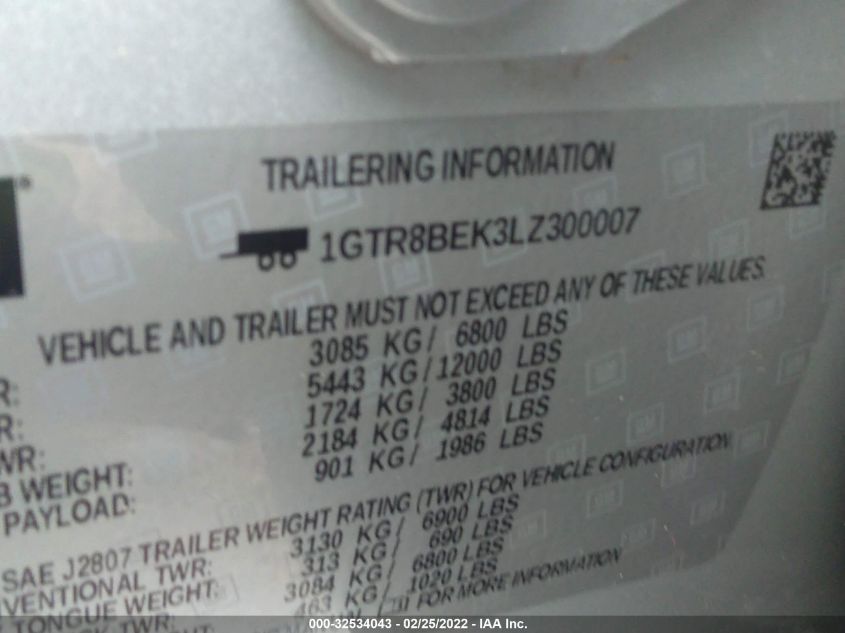 TRAILERING INFORMATION
1GTR8BEK3LZ300007
VEHICLE AND TRAILER MUST NOT EXCEED ANY OF THESE VALUES.
3085 KG/ 6800 LBS
R: 5443 KG/12000 LBS
R: 1724 KG/ 3800 LBS
WR: 2184 KG/ 4814 LBS
B WEIGHT: 901 KG/ 1986 LBS
PAYLOAD:
SAE J2807 TRAILER WEIGHT RATING (TWR) FOR VEHICLE CONFIGURATION.
VENTIONAL TWR: 3130 KG/ 6900 LBS
TONGUE WEIGHT: 313 KG/ 690 LBS
TWR: 3084 KG/ 6800 LBS
463 KG/ 1020 LBS
FOR MORE INFORMATION
000-32534043 - 02/25/2022 - IAA Inc.